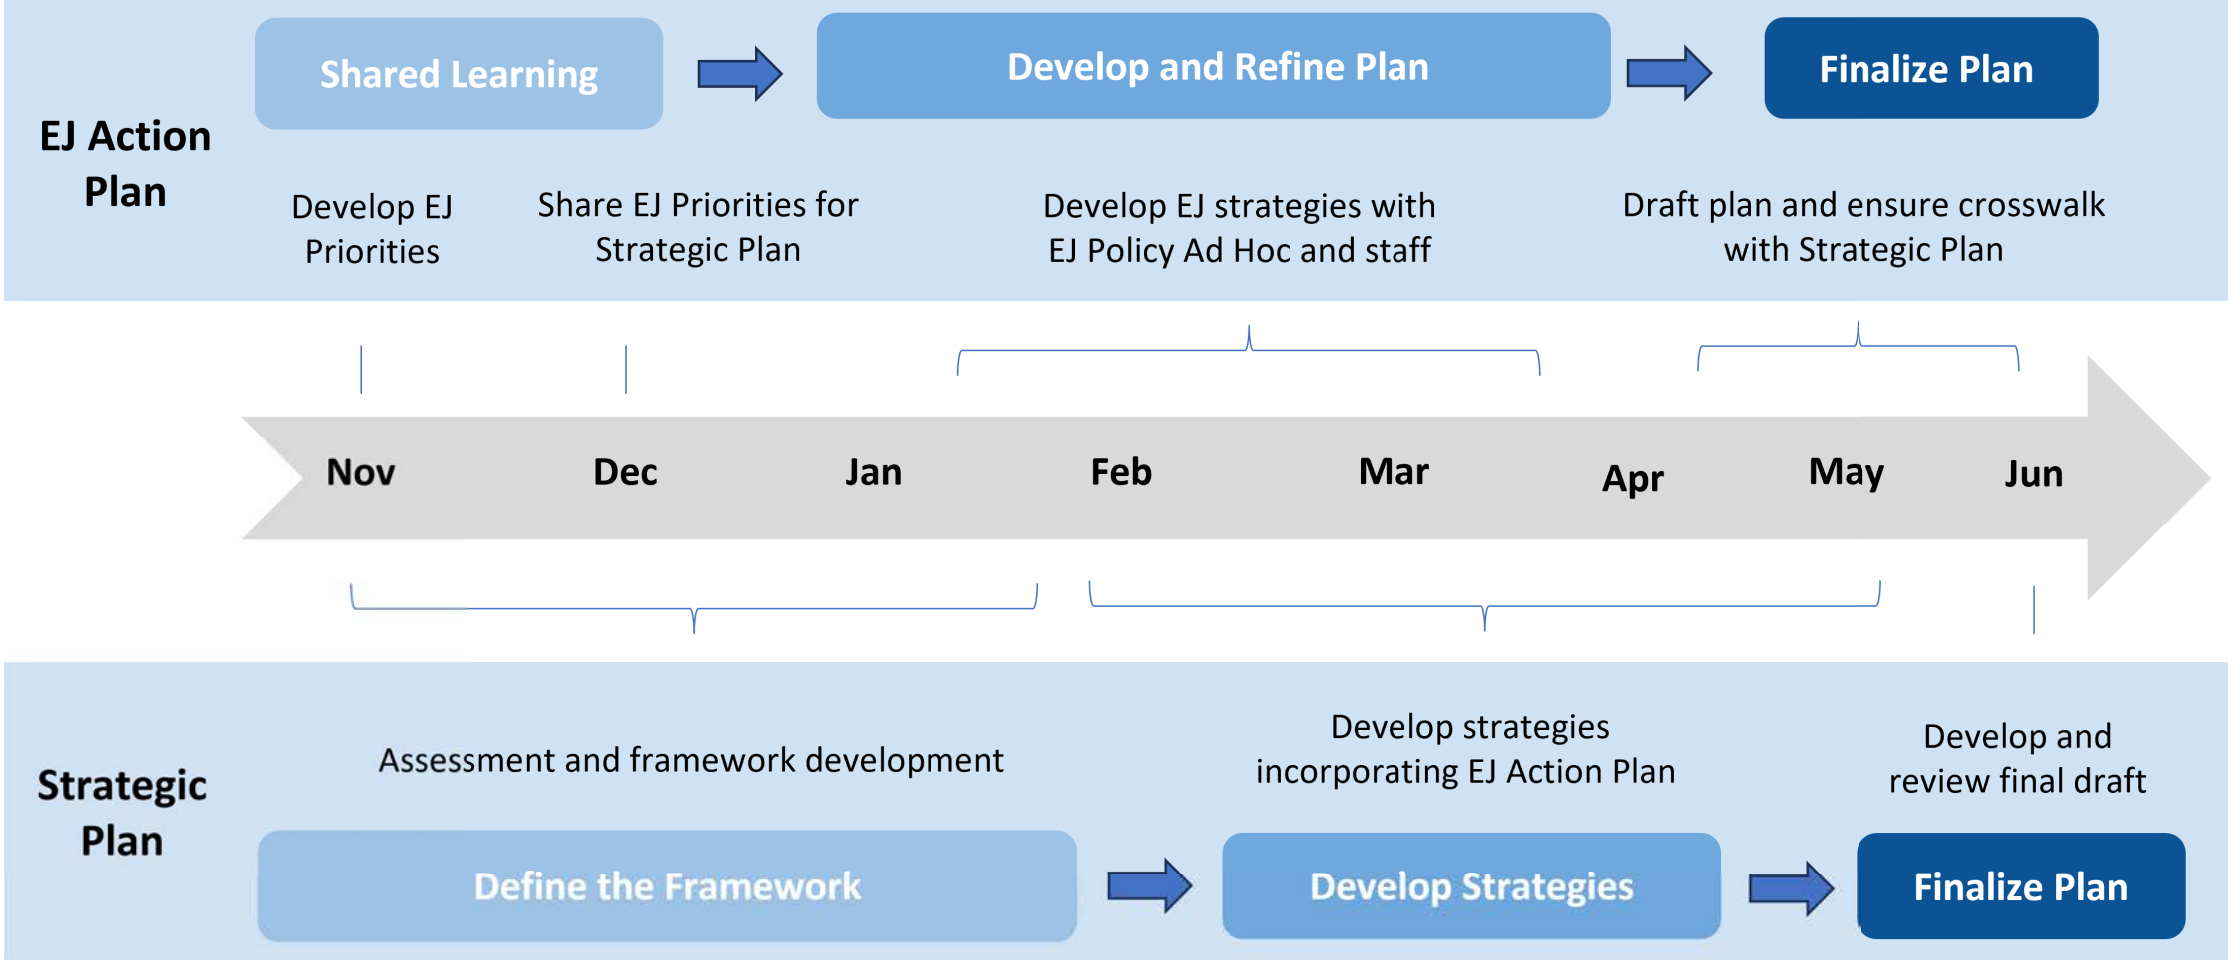 Shared Learning
Develop and Refine Plan
Finalize Plan
EJ Action
Plan
Develop EJ
Priorities
Share EJ Priorities for
Strategic Plan
Develop EJ strategies with
EJ Policy Ad Hoc and staff
Draft plan and ensure crosswalk
with Strategic Plan
Nov
Dec
Jan
Feb
Mar
Apr
May
Jun
Strategic
Plan
Assessment and framework development
Develop strategies
incorporating EJ Action Plan
Develop and
review final draft
Define the Framework
Develop Strategies
Finalize Plan